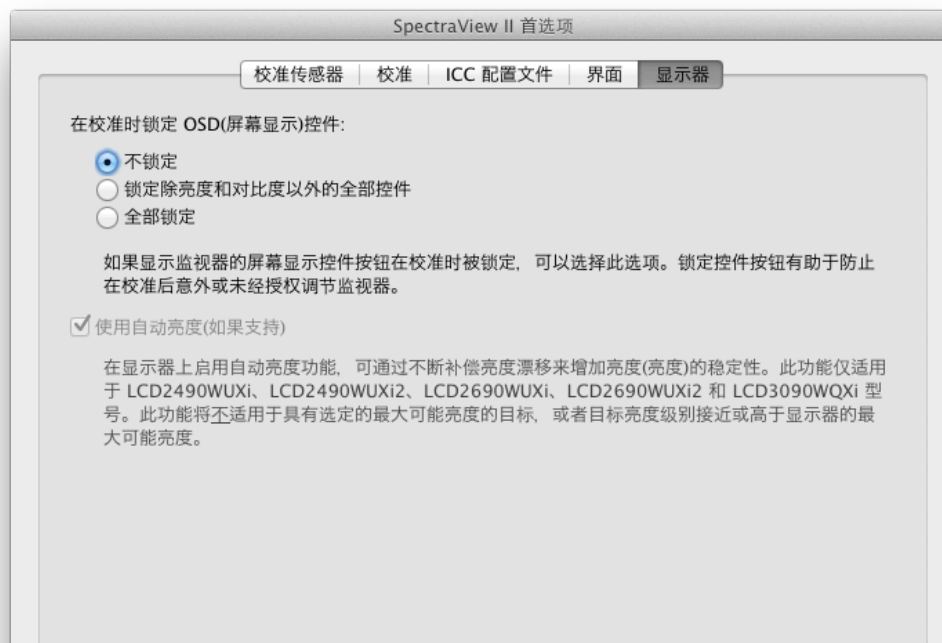 SpectraView II 首选项
校准传感器 校准 ICC 配置文件 界面 显示器
在校准时锁定 OSD(屏幕显示)控件:
不锁定
锁定除亮度和对比度以外的全部控件
全部锁定
如果显示监视器的屏幕显示控件按钮在校准时被锁定, 可以选择此选项。锁定控件按钮有助于防止
在校准后意外或未经授权调节监视器。
使用自动亮度(如果支持)
在显示器上启用自动亮度功能, 可通过不断补偿亮度漂移来增加亮度(亮度)的稳定性。此功能仅适用
于 LCD2490WUXi、LCD2490WUXi2、LCD2690WUXi、LCD2690WUXi2 和 LCD3090WQXi 型
号。此功能将不适用于具有选定的最大可能亮度的目标, 或者目标亮度级别接近或高于显示器的最
大可能亮度。